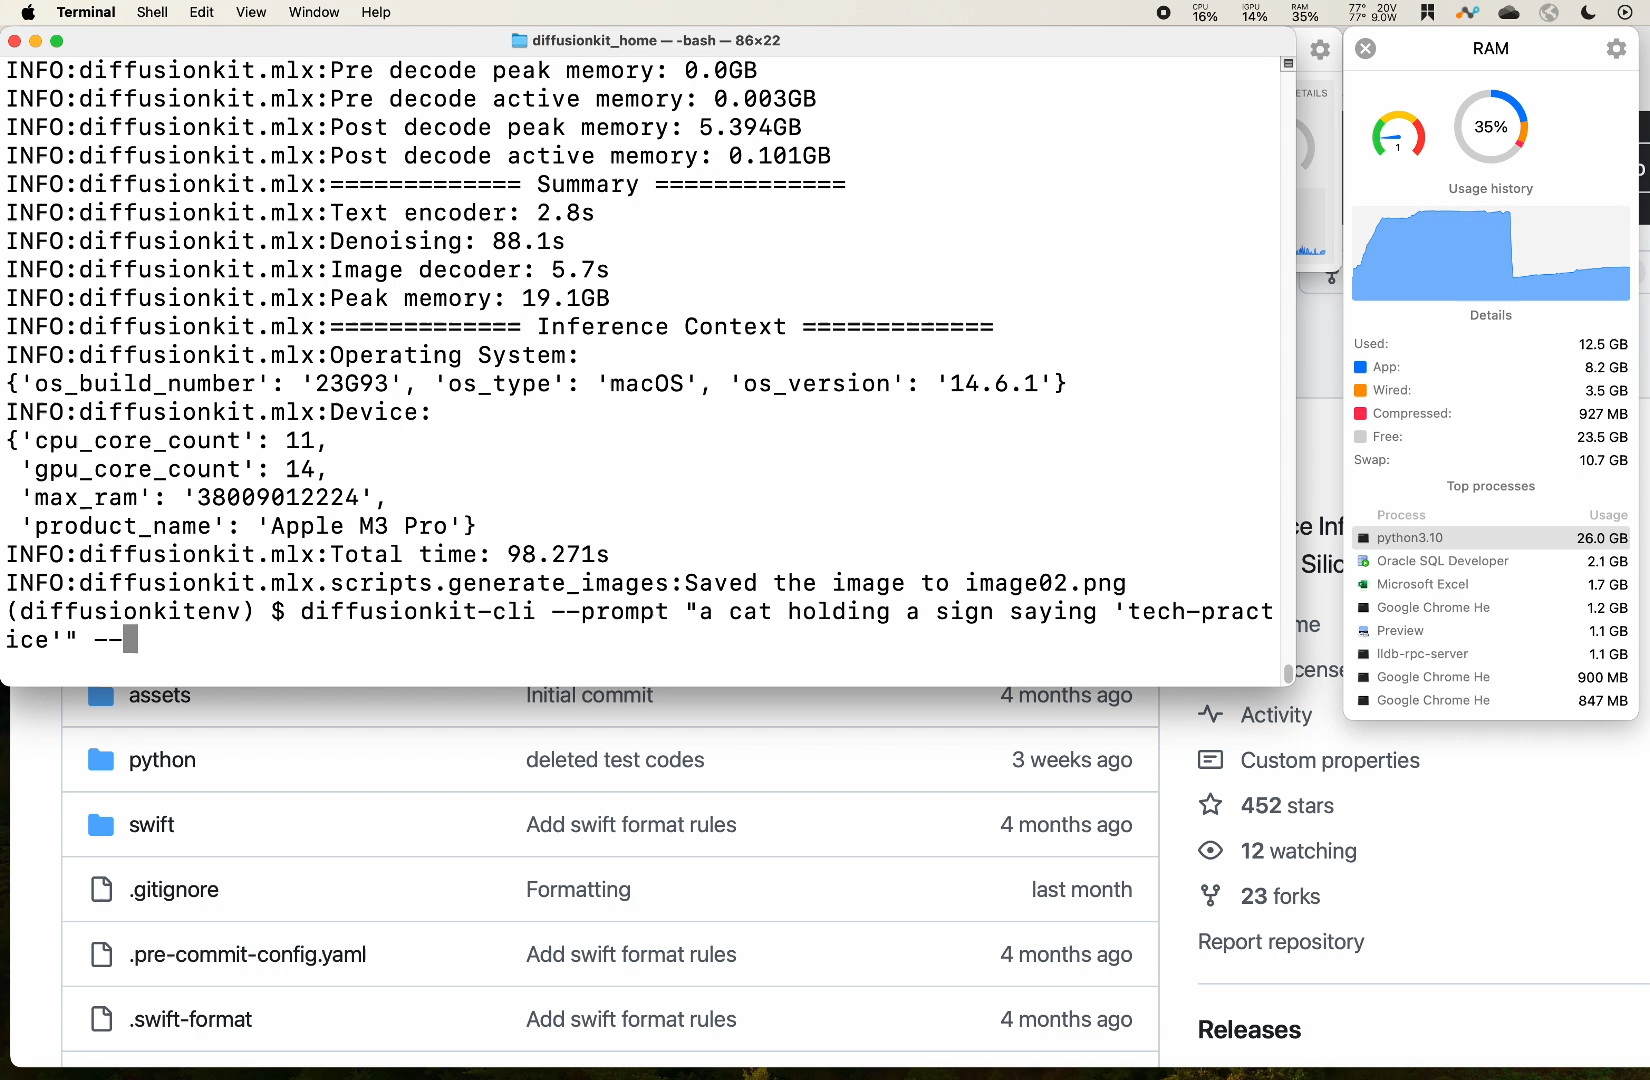 Terminal Shell Edit View Window Help
CPU 16% IGPU 14% RAM 35% 77° 20V 77° 9.0W
diffusionkit_home — -bash — 86×22
INFO:diffusionkit.mlx:Pre decode peak memory: 0.0GB
INFO:diffusionkit.mlx:Pre decode active memory: 0.003GB
INFO:diffusionkit.mlx:Post decode peak memory: 5.394GB
INFO:diffusionkit.mlx:Post decode active memory: 0.101GB
INFO:diffusionkit.mlx:============= Summary =============
INFO:diffusionkit.mlx:Text encoder: 2.8s
INFO:diffusionkit.mlx:Denoising: 88.1s
INFO:diffusionkit.mlx:Image decoder: 5.7s
INFO:diffusionkit.mlx:Peak memory: 19.1GB
INFO:diffusionkit.mlx:============= Inference Context =============
INFO:diffusionkit.mlx:Operating System:
{'os_build_number': '23G93', 'os_type': 'macOS', 'os_version': '14.6.1'}
INFO:diffusionkit.mlx:Device:
{'cpu_core_count': 11,
'gpu_core_count': 14,
'max_ram': '38009012224',
'product_name': 'Apple M3 Pro'}
INFO:diffusionkit.mlx:Total time: 98.271s
INFO:diffusionkit.mlx.scripts.generate_images:Saved the image to image02.png
(diffusionkitenv) $ diffusionkit-cli --prompt "a cat holding a sign saying 'tech-pract
ice'" --
ETAILS
RAM
1
35%
Usage history
Details
Used: 12.5 GB
App: 8.2 GB
Wired: 3.5 GB
Compressed: 927 MB
Free: 23.5 GB
Swap: 10.7 GB
Top processes
Process Usage
python3.10 26.0 GB
Oracle SQL Developer 2.1 GB
Microsoft Excel 1.7 GB
Google Chrome He 1.2 GB
Preview 1.1 GB
lldb-rpc-server 1.1 GB
Google Chrome He 900 MB
Google Chrome He 847 MB
ce Inf
Silic
me
cense
assets Initial commit 4 months ago
python deleted test codes 3 weeks ago
swift Add swift format rules 4 months ago
.gitignore Formatting last month
.pre-commit-config.yaml Add swift format rules 4 months ago
.swift-format Add swift format rules 4 months ago
Activity
Custom properties
452 stars
12 watching
23 forks
Report repository
Releases